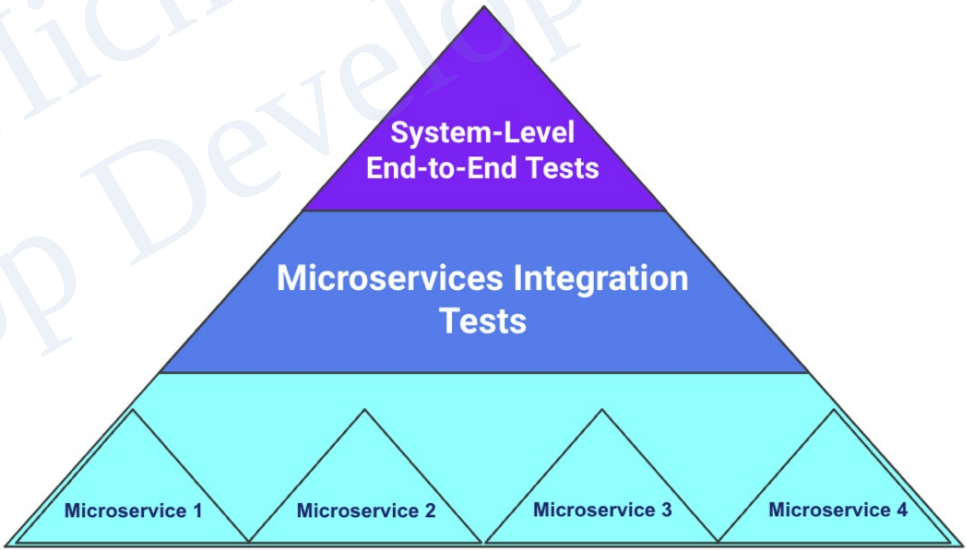 System-Level
End-to-End Tests
Microservices Integration
Tests
Microservice 1
Microservice 2
Microservice 3
Microservice 4